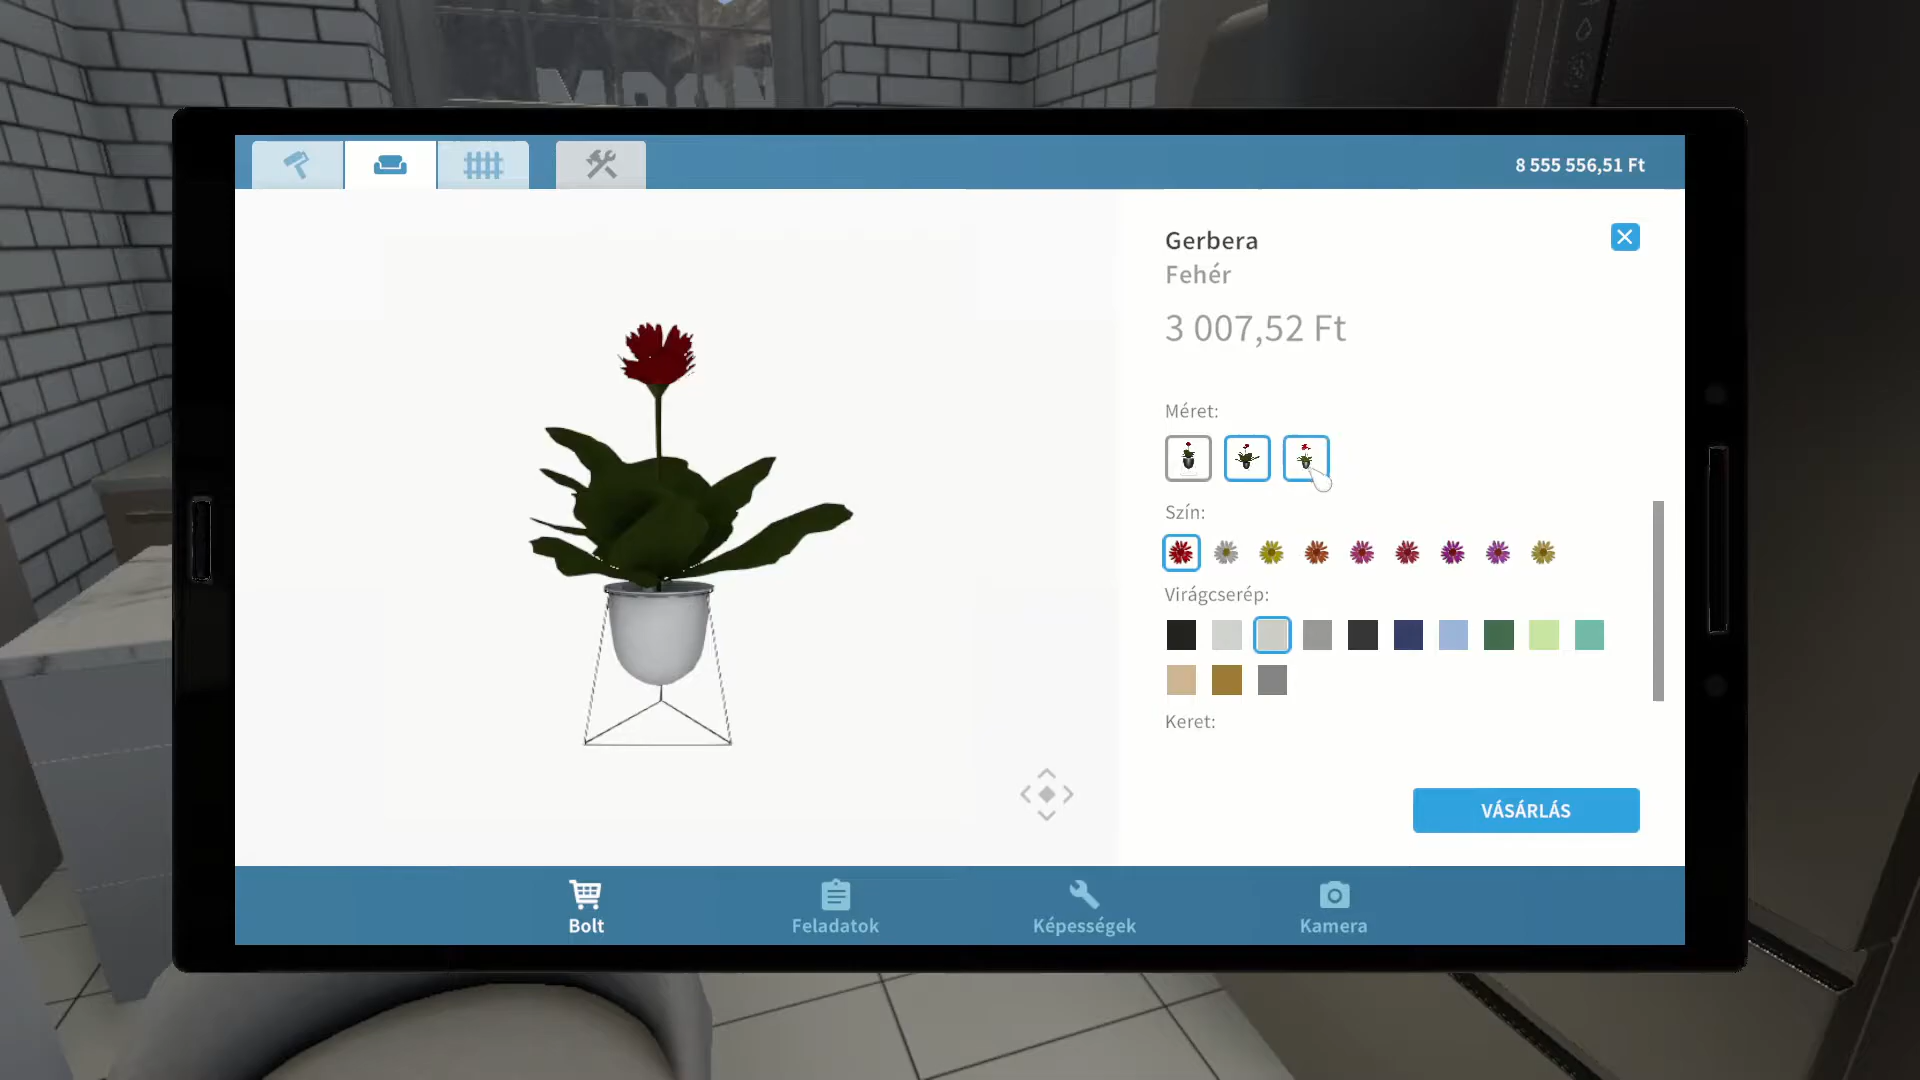 8 555 556,51 Ft
Gerbera
Fehér
3 007,52 Ft
Méret:
Szín:
Virágcserép:
Keret:
VÁSÁRLÁS
Bolt
Feladatok
Képességek
Kamera